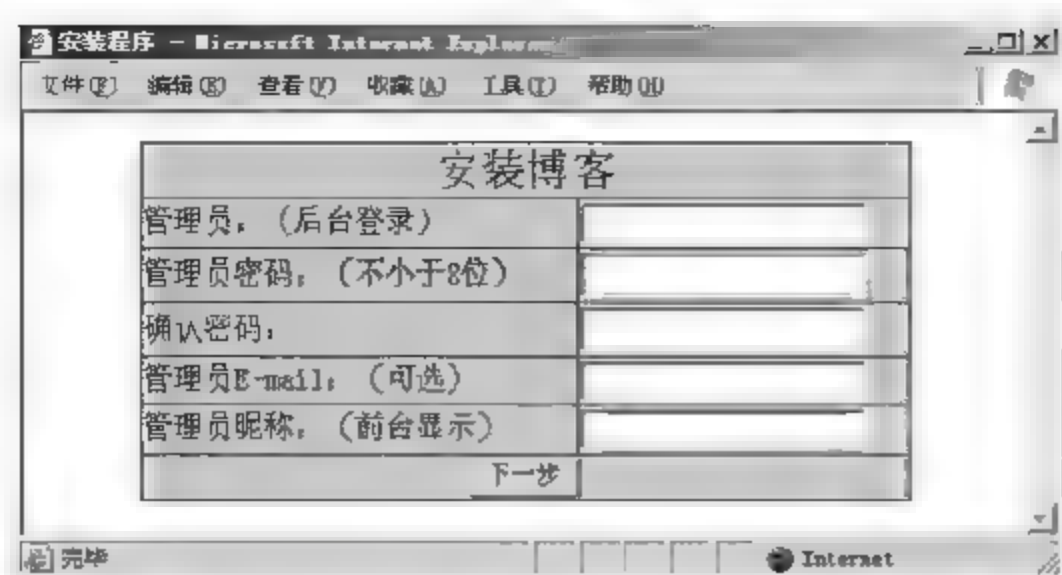 安装程序 - Microsoft Internet Explorer
文件(F) 编辑(E) 查看(V) 收藏(A) 工具(T) 帮助(H)
安装博客
管理员:(后台登录)
管理员密码:(不小于8位)
确认密码:
管理员E-mail:(可选)
管理员昵称:(前台显示)
下一步
完毕 Internet